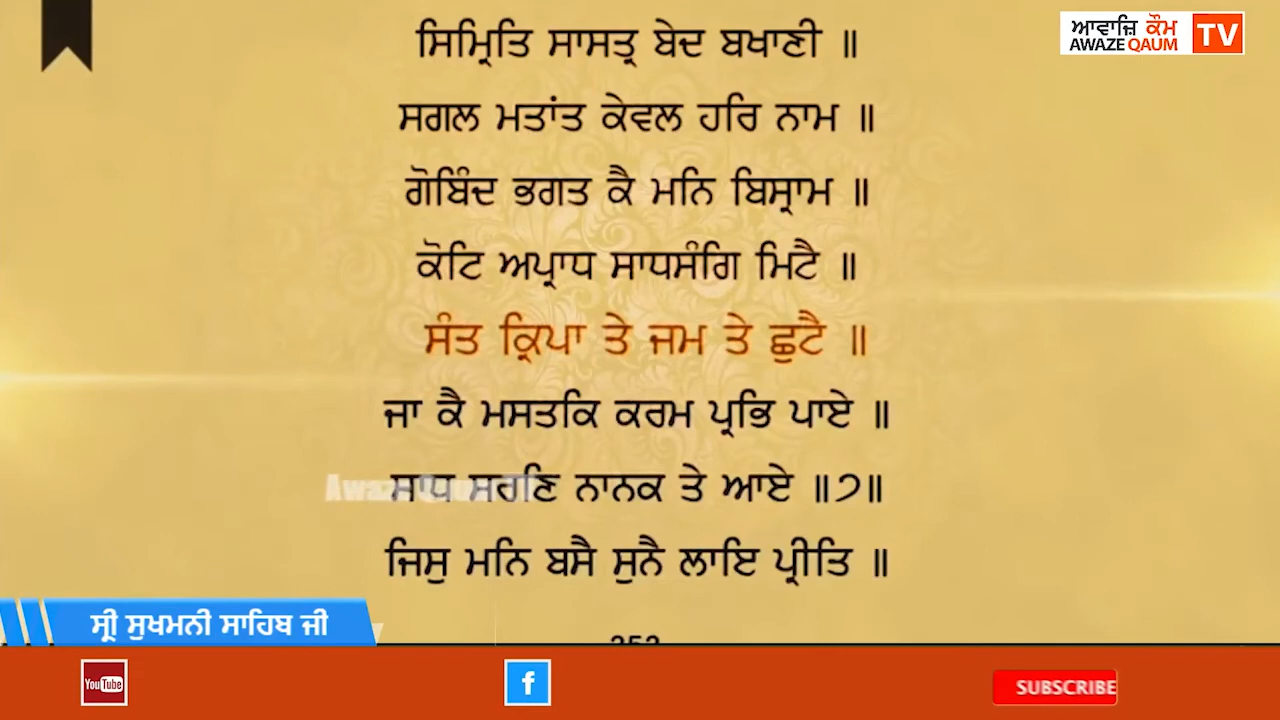 ਆਵਾਜ਼ਿ ਕੌਮ
AWAZE QAUM
TV
ਸਿਮ੍ਰਿਤਿ ਸਾਸਤ੍ਰ ਬੇਦ ਬਖਾਣੀ ॥
ਸਗਲ ਮਤਾਂਤ ਕੇਵਲ ਹਰਿ ਨਾਮ ॥
ਗੋਬਿੰਦ ਭਗਤ ਕੈ ਮਨਿ ਬਿਸ੍ਰਾਮ ॥
ਕੋਟਿ ਅਪ੍ਰਾਧ ਸਾਧਸੰਗਿ ਮਿਟੈ ॥
ਸੰਤ ਕ੍ਰਿਪਾ ਤੇ ਜਮ ਤੇ ਛੁਟੈ ॥
ਜਾ ਕੈ ਮਸਤਕਿ ਕਰਮ ਪ੍ਰਭਿ ਪਾਏ ॥
ਸਾਧ ਸਰਣਿ ਨਾਨਕ ਤੇ ਆਏ ॥੭॥
ਜਿਸੁ ਮਨਿ ਬਸੈ ਸੁਨੈ ਲਾਇ ਪ੍ਰੀਤਿ ॥
ਸ੍ਰੀ ਸੁਖਮਨੀ ਸਾਹਿਬ ਜੀ
YouTube
f
SUBSCRIBE